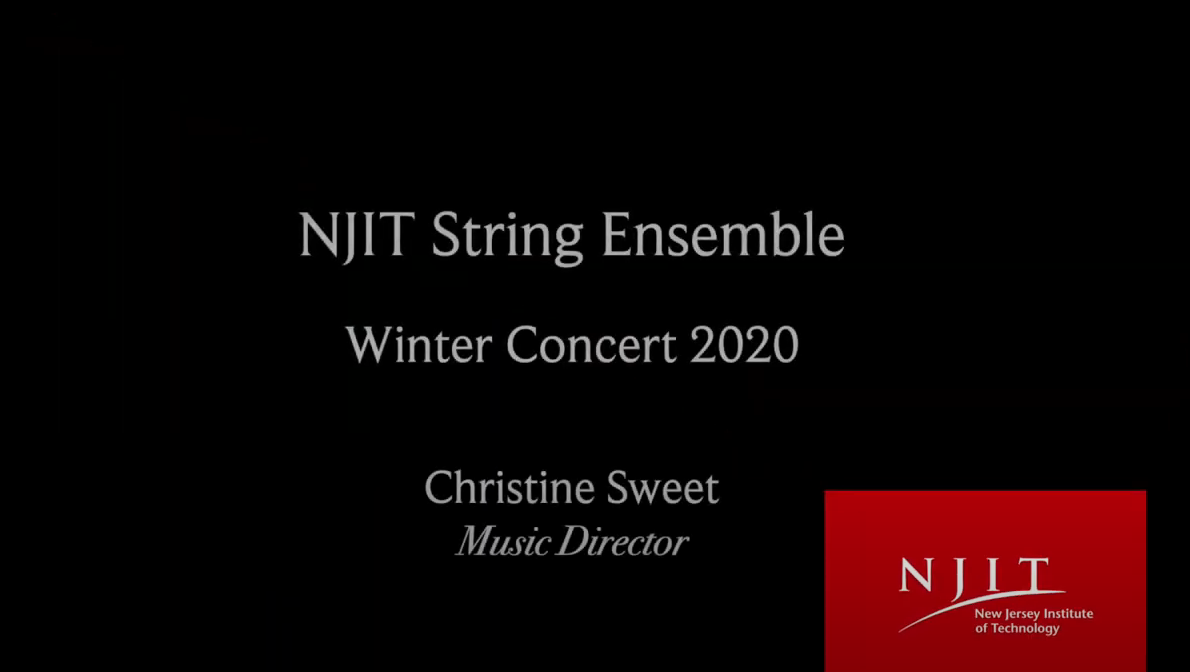 NJIT String Ensemble
Winter Concert 2020
Christine Sweet
Music Director
NJIT
New Jersey Institute
of Technology